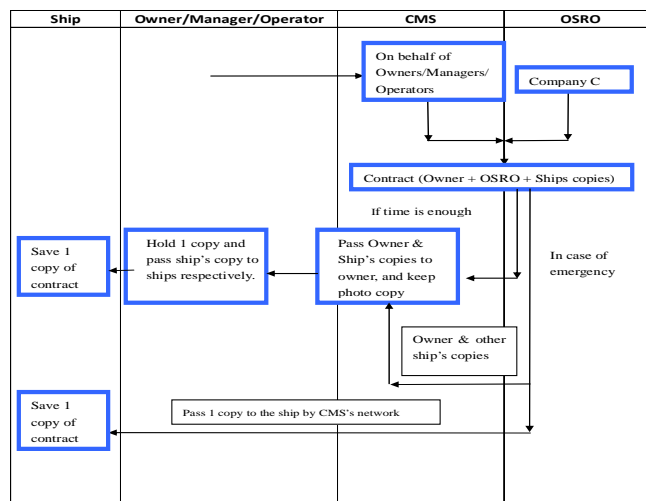 Ship
Owner/Manager/Operator
CMS
OSRO
On behalf of
Owners/Managers/
Operators
Company C
Contract (Owner + OSRO + Ships copies)
If time is enough
Save 1
copy of
contract
Hold 1 copy and
pass ship's copy to
ships respectively.
Pass Owner &
Ship's copies to
owner, and keep
photo copy
In case of
emergency
Owner & other
ship's copies
Save 1
copy of
contract
Pass 1 copy to the ship by CMS's network